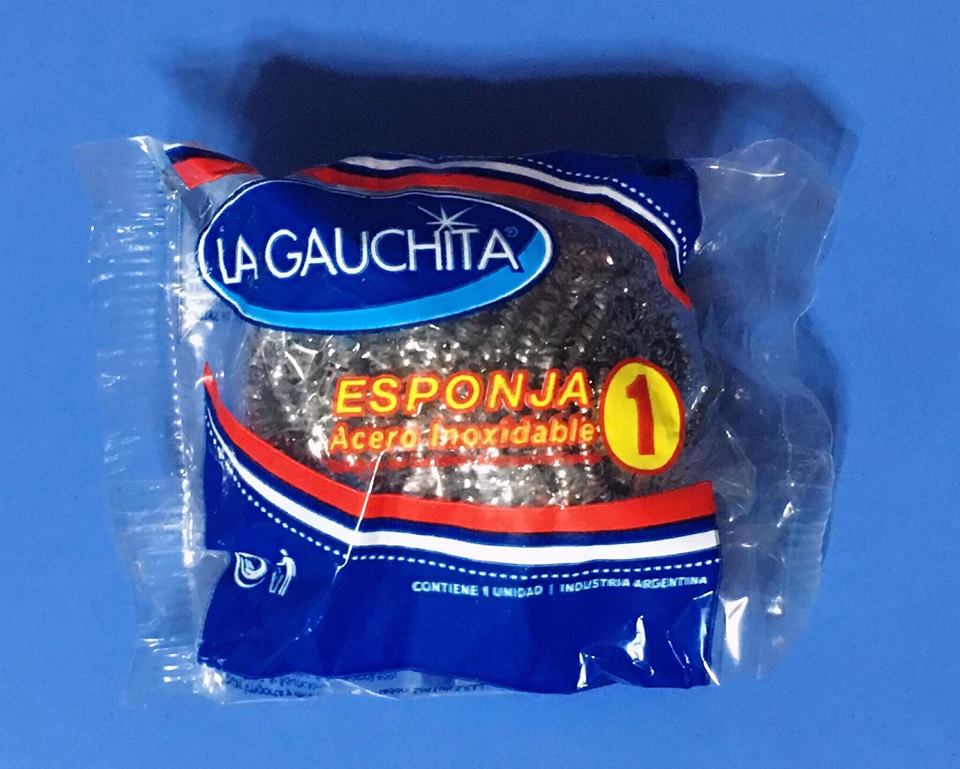 LA GAUCHITA®
ESPONJA
Acero Inoxidable
1
CONTIENE 1 UNIDAD | INDUSTRIA ARGENTINA